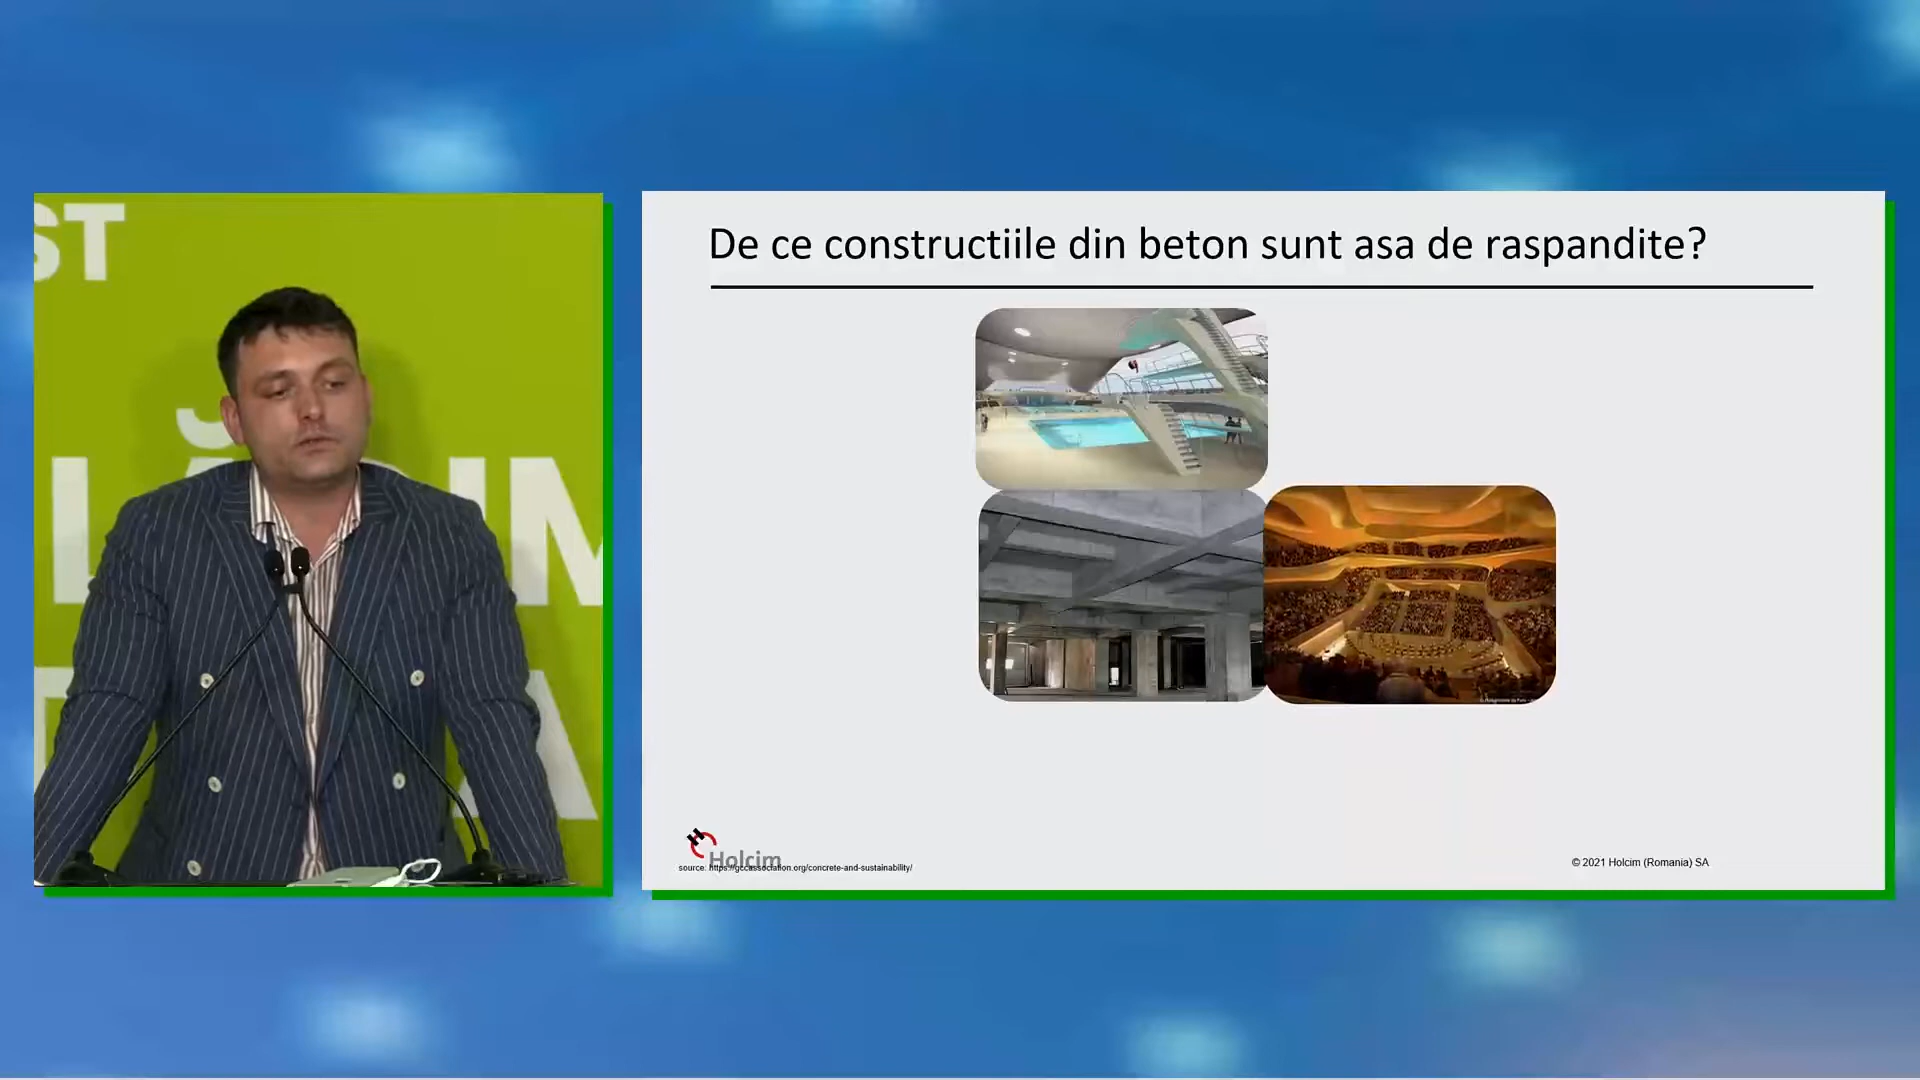 ST
De ce constructiile din beton sunt asa de raspandite?
Holcim
source: https://gccassociation.org/concrete-and-sustainability/
© 2021 Holcim (Romania) SA